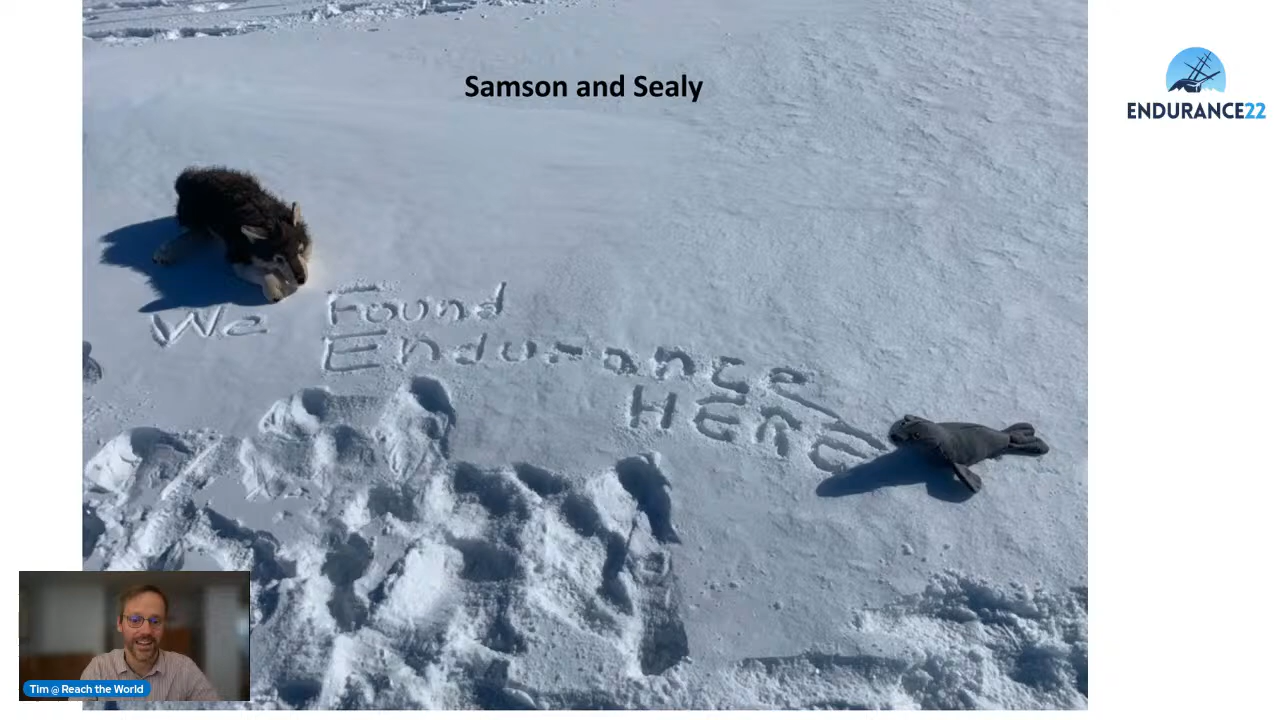 Samson and Sealy
ENDURANCE22
We Found
Endurance
Here
Tim @ Reach the World